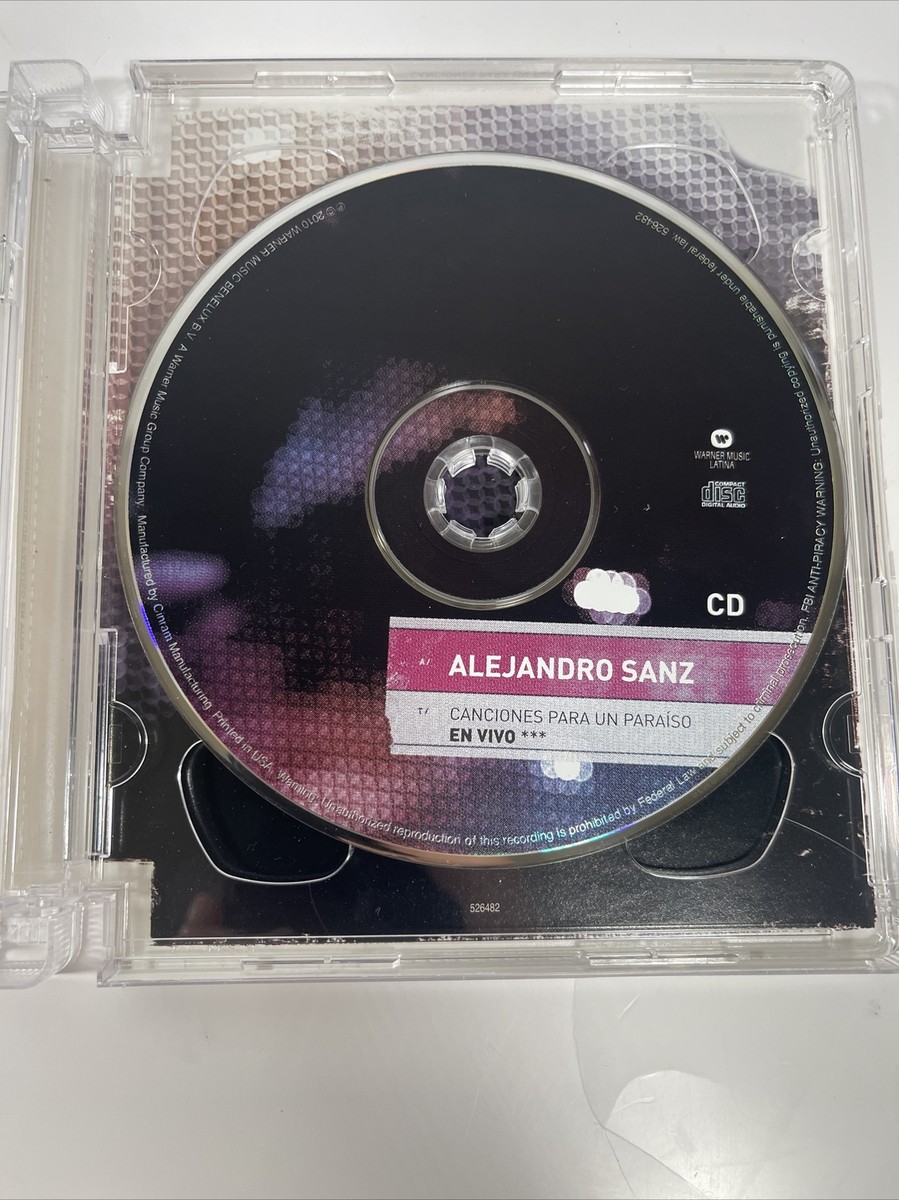 ℗ © 2010 WARNER MUSIC BENELUX B.V. A Warner Music Group Company. Manufactured by Cinram Manufacturing. Printed in USA. Warning: Unauthorized reproduction of this recording is prohibited by Federal Law and subject to criminal prosecution. FBI ANTI-PIRACY WARNING: Unauthorized copying is punishable under federal law. 526482
WARNER MUSIC
LATINA
COMPACT
disc
DIGITAL AUDIO
CD
A/ ALEJANDRO SANZ
T/ CANCIONES PARA UN PARAÍSO
EN VIVO ***
526482